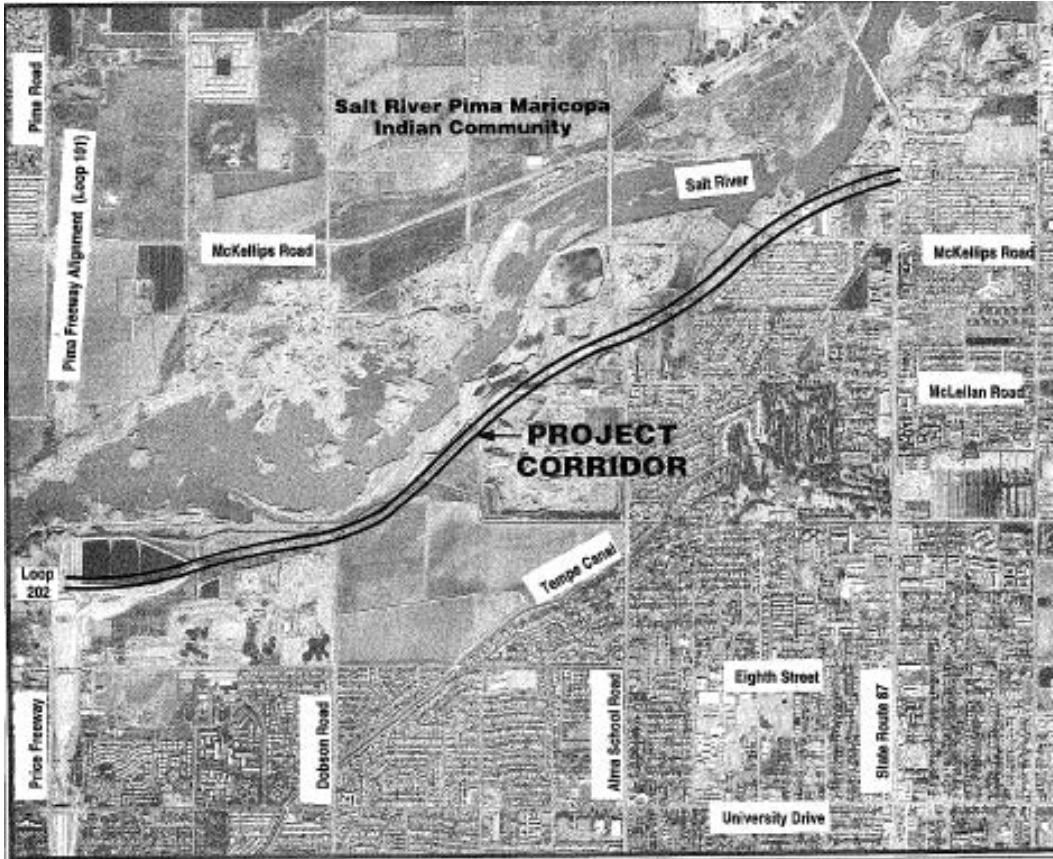 Pima Road
Pima Freeway Alignment (Loop 101)
Salt River Pima Maricopa
Indian Community
Salt River
McKellips Road
McKellips Road
McLellan Road
PROJECT
CORRIDOR
Loop
202
Tempe Canal
Price Freeway
Dobson Road
Alma School Road
Eighth Street
State Route 87
University Drive